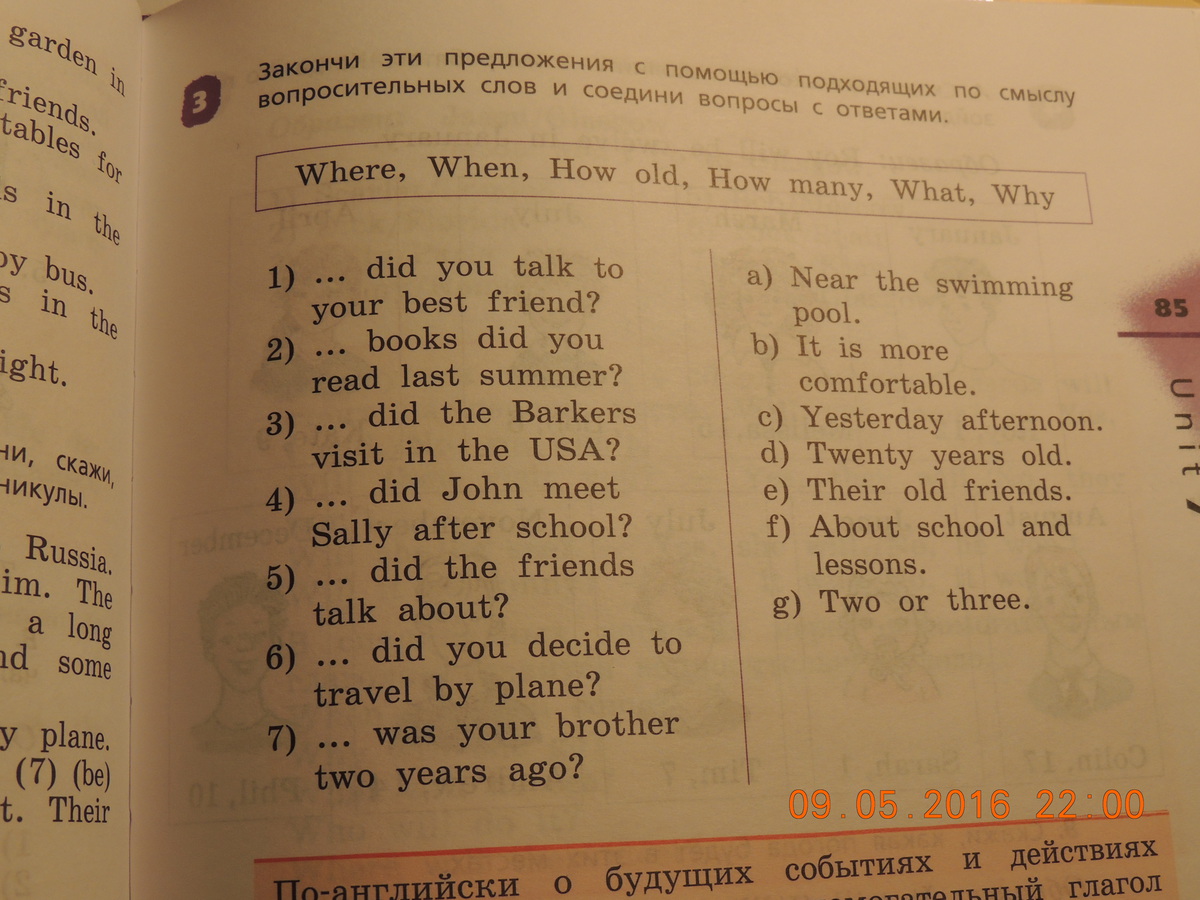 garden in
friends.
tables for
in the
by bus.
s in the
ight.
ни, скажи,
никулы.
Russia.
im. The
a long
nd some
y plane.
(7) (be)
t. Their
3
Закончи эти предложения с помощью подходящих по смыслу
вопросительных слов и соедини вопросы с ответами.
Where, When, How old, How many, What, Why
1) ... did you talk to
your best friend?
2) ... books did you
read last summer?
3) ... did the Barkers
visit in the USA?
4) ... did John meet
Sally after school?
5) ... did the friends
talk about?
6) ... did you decide to
travel by plane?
7) ... was your brother
two years ago?
a) Near the swimming
pool.
b) It is more
comfortable.
c) Yesterday afternoon.
d) Twenty years old.
e) Their old friends.
f) About school and
lessons.
g) Two or three.
85
Unit 7
09.05.2016 22:00
По-английски о будущих событиях и действиях
глагол